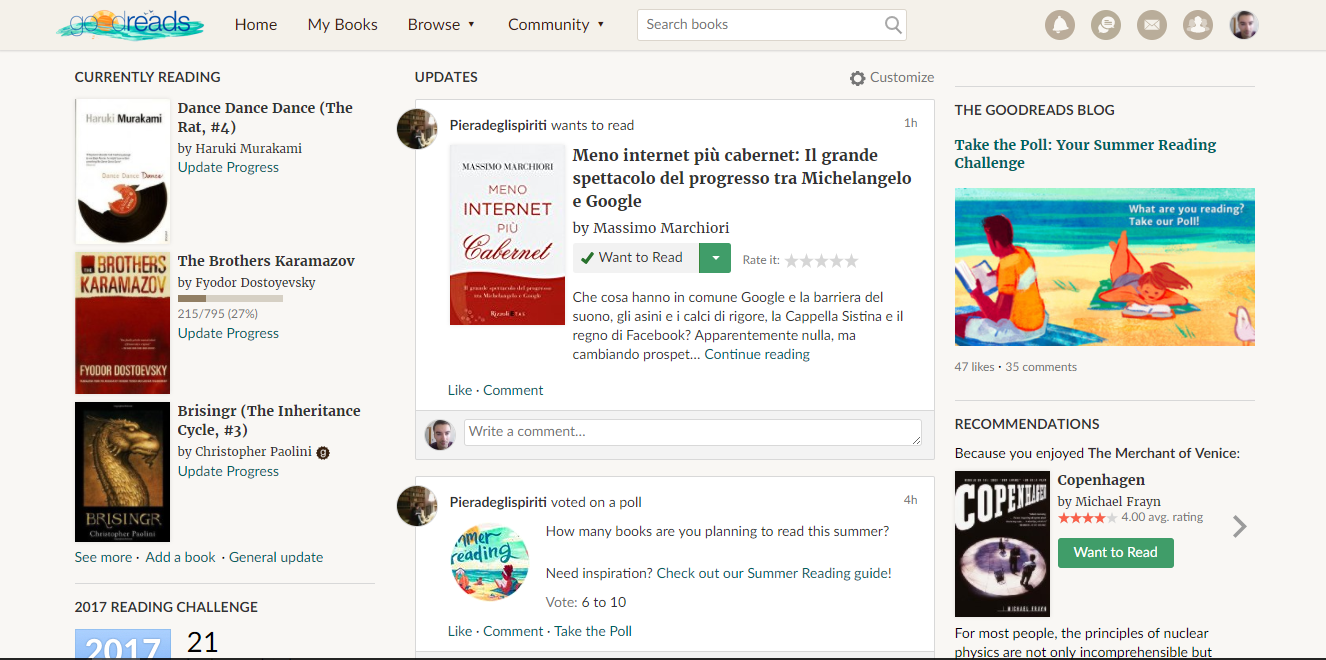 goodreads
Home
My Books
Browse ▼
Community ▼
Search books
CURRENTLY READING
Haruki Murakami
Dance Dance Dance
Dance Dance Dance (The
Rat, #4)
by Haruki Murakami
Update Progress
THE BROTHERS
KARAMAZOV
FYODOR DOSTOEVSKY
The Brothers Karamazov
by Fyodor Dostoyevsky
215/795 (27%)
Update Progress
BRISINGR
Christopher Paolini
Brisingr (The Inheritance
Cycle, #3)
by Christopher Paolini
Update Progress
See more · Add a book · General update
2017 READING CHALLENGE
2017
21
UPDATES
Customize
Pieradeglispiriti wants to read
1h
MASSIMO MARCHIORI
MENO
INTERNET
PIÙ
Cabernet
Il grande spettacolo del progresso
tra Michelangelo e Google
Rizzoli
Meno internet più cabernet: Il grande
spettacolo del progresso tra Michelangelo
e Google
by Massimo Marchiori
Want to Read
Rate it:
Che cosa hanno in comune Google e la barriera del
suono, gli asini e i calci di rigore, la Cappella Sistina e il
regno di Facebook? Apparentemente nulla, ma
cambiando prospet... Continue reading
Like · Comment
Write a comment...
Pieradeglispiriti voted on a poll
4h
mmer
reading
How many books are you planning to read this summer?
Need inspiration? Check out our Summer Reading guide!
Vote: 6 to 10
Like · Comment · Take the Poll
THE GOODREADS BLOG
Take the Poll: Your Summer Reading
Challenge
What are you reading?
Take our Poll!
47 likes · 35 comments
RECOMMENDATIONS
Because you enjoyed The Merchant of Venice:
COPENHAGEN
MICHAEL FRAYN
Copenhagen
by Michael Frayn
4.00 avg. rating
Want to Read
For most people, the principles of nuclear
physics are not only incomprehensible but